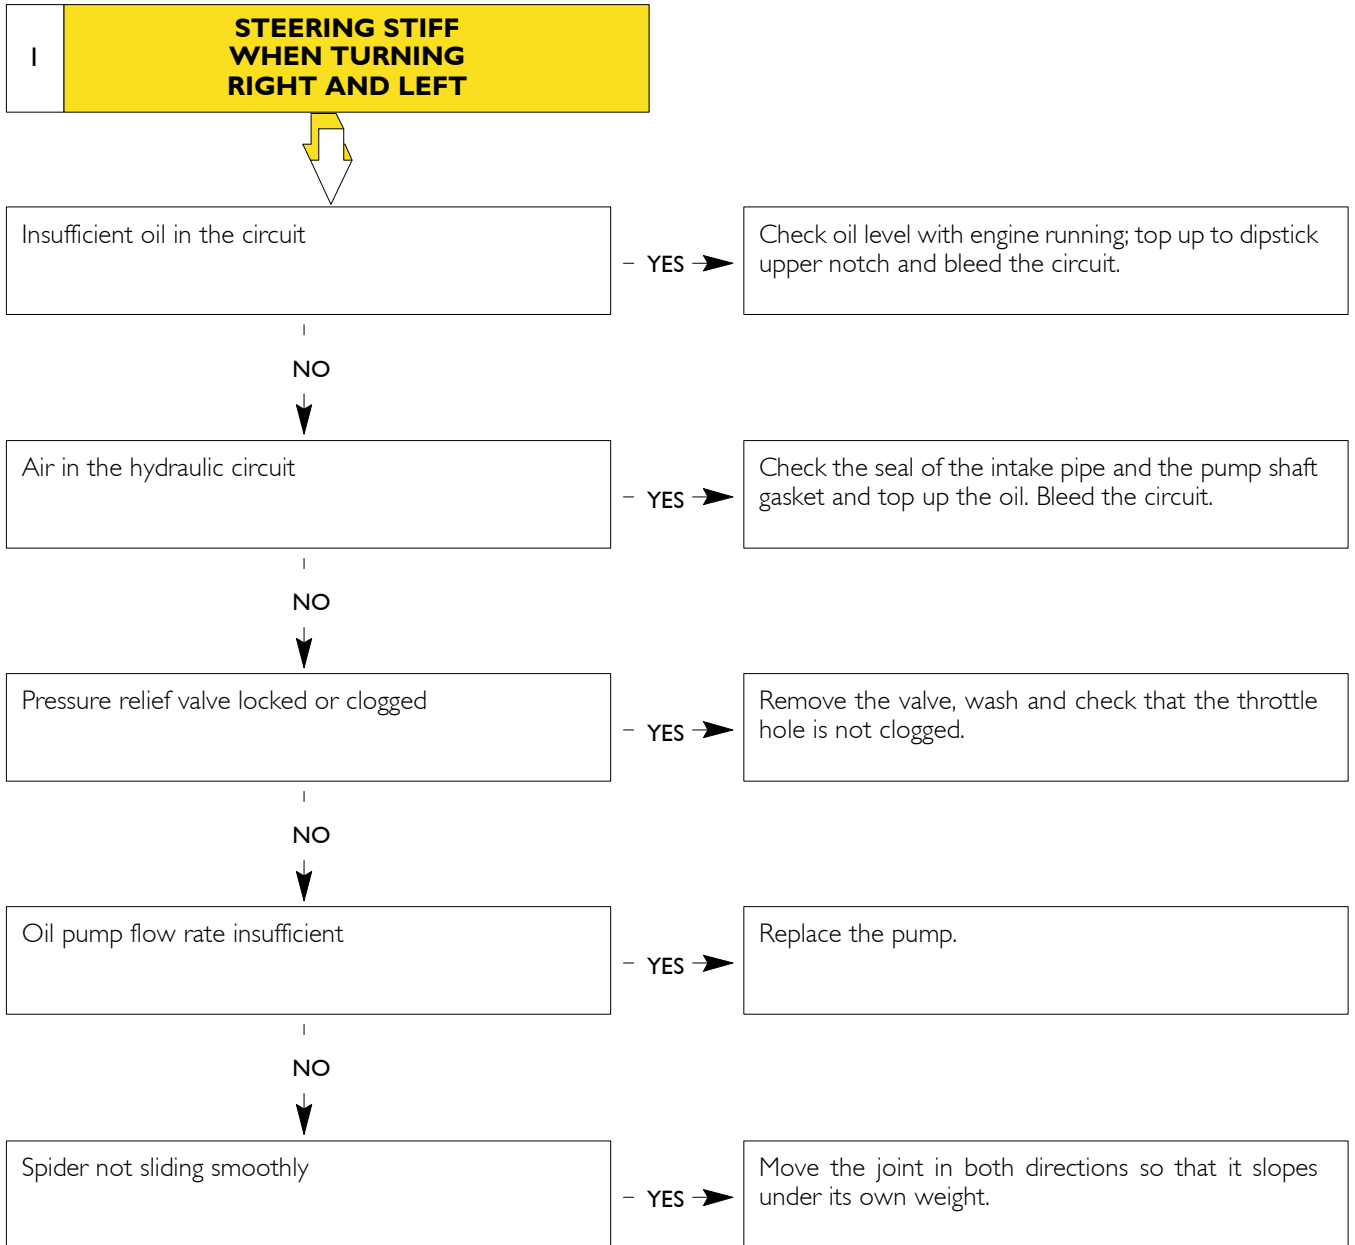 1
STEERING STIFF
WHEN TURNING
RIGHT AND LEFT
Insufficient oil in the circuit
YES
Check oil level with engine running; top up to dipstick
upper notch and bleed the circuit.
NO
Air in the hydraulic circuit
YES
Check the seal of the intake pipe and the pump shaft
gasket and top up the oil. Bleed the circuit.
NO
Pressure relief valve locked or clogged
YES
Remove the valve, wash and check that the throttle
hole is not clogged.
NO
Oil pump flow rate insufficient
YES
Replace the pump.
NO
Spider not sliding smoothly
YES
Move the joint in both directions so that it slopes
under its own weight.